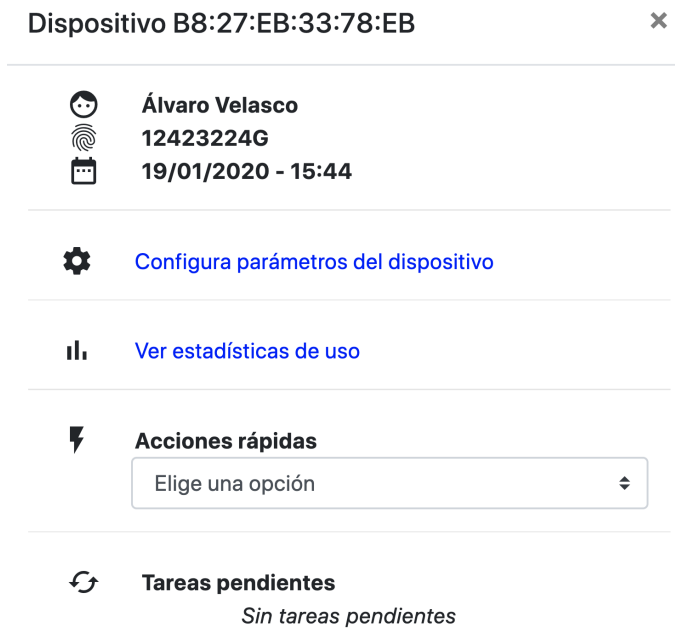 Dispositivo B8:27:EB:33:78:EB
Álvaro Velasco
12423224G
19/01/2020 - 15:44
Configura parámetros del dispositivo
Ver estadísticas de uso
Acciones rápidas
Elige una opción
Tareas pendientes
Sin tareas pendientes